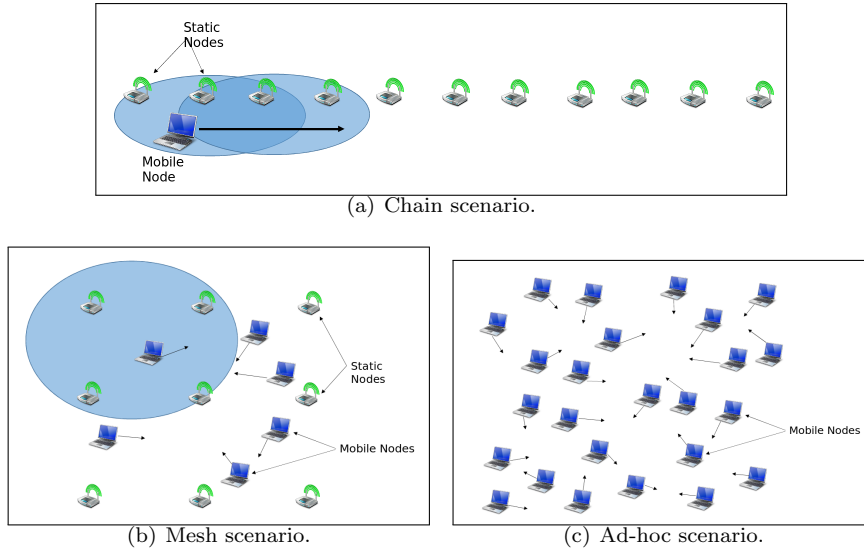 Static
Nodes
Mobile
Node
(a) Chain scenario.
Static
Nodes
Mobile Nodes
(b) Mesh scenario.
Mobile Nodes
(c) Ad-hoc scenario.